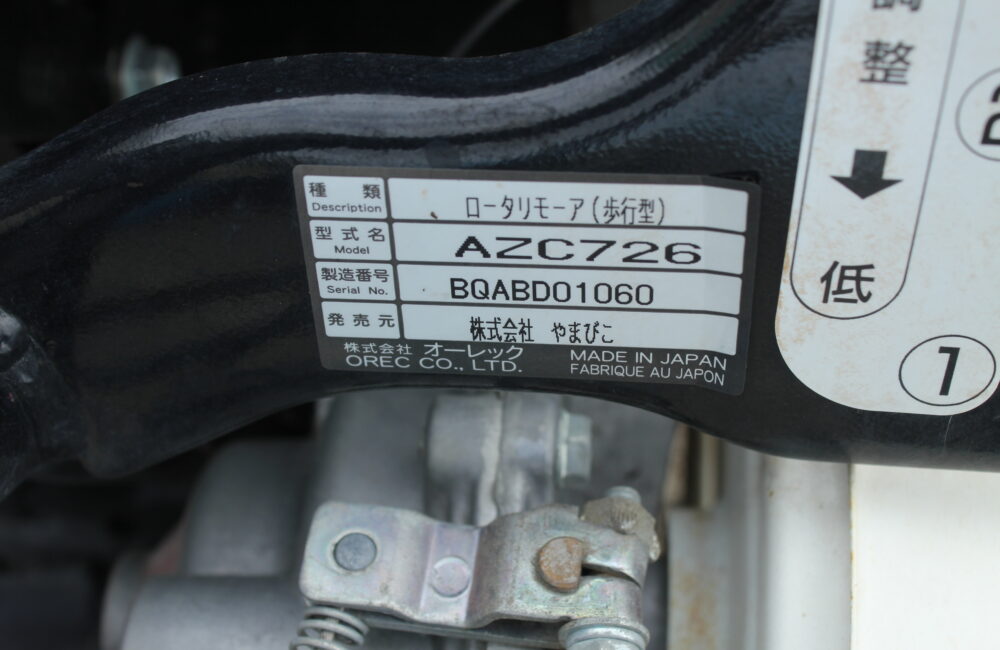 種類 ロータリモーア(歩行型)
Description
型式名 AZC726
Model
製造番号 BQABD01060
Serial No.
発売元 株式会社 やまびこ
株式会社 オーレック
OREC CO., LTD.
MADE IN JAPAN
FABRIQUE AU JAPON
調整
低
1